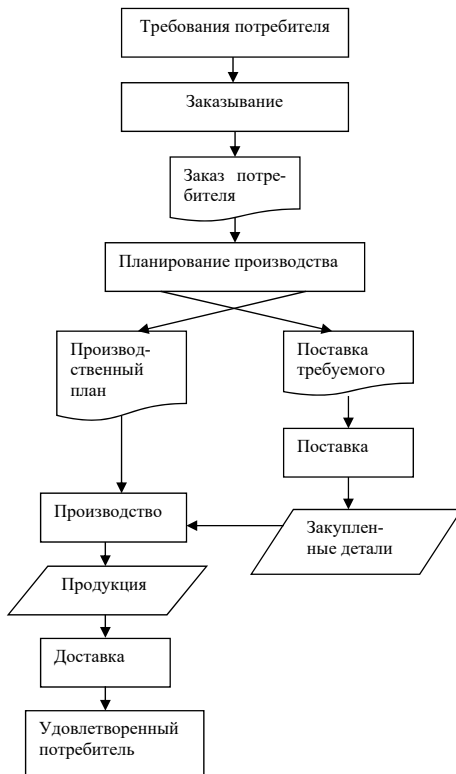 Требования потребителя
Заказывание
Заказ потре-
бителя
Планирование производства
Производ-
ственный
план
Поставка
требуемого
Поставка
Производство
Закуплен-
ные детали
Продукция
Доставка
Удовлетворенный
потребитель